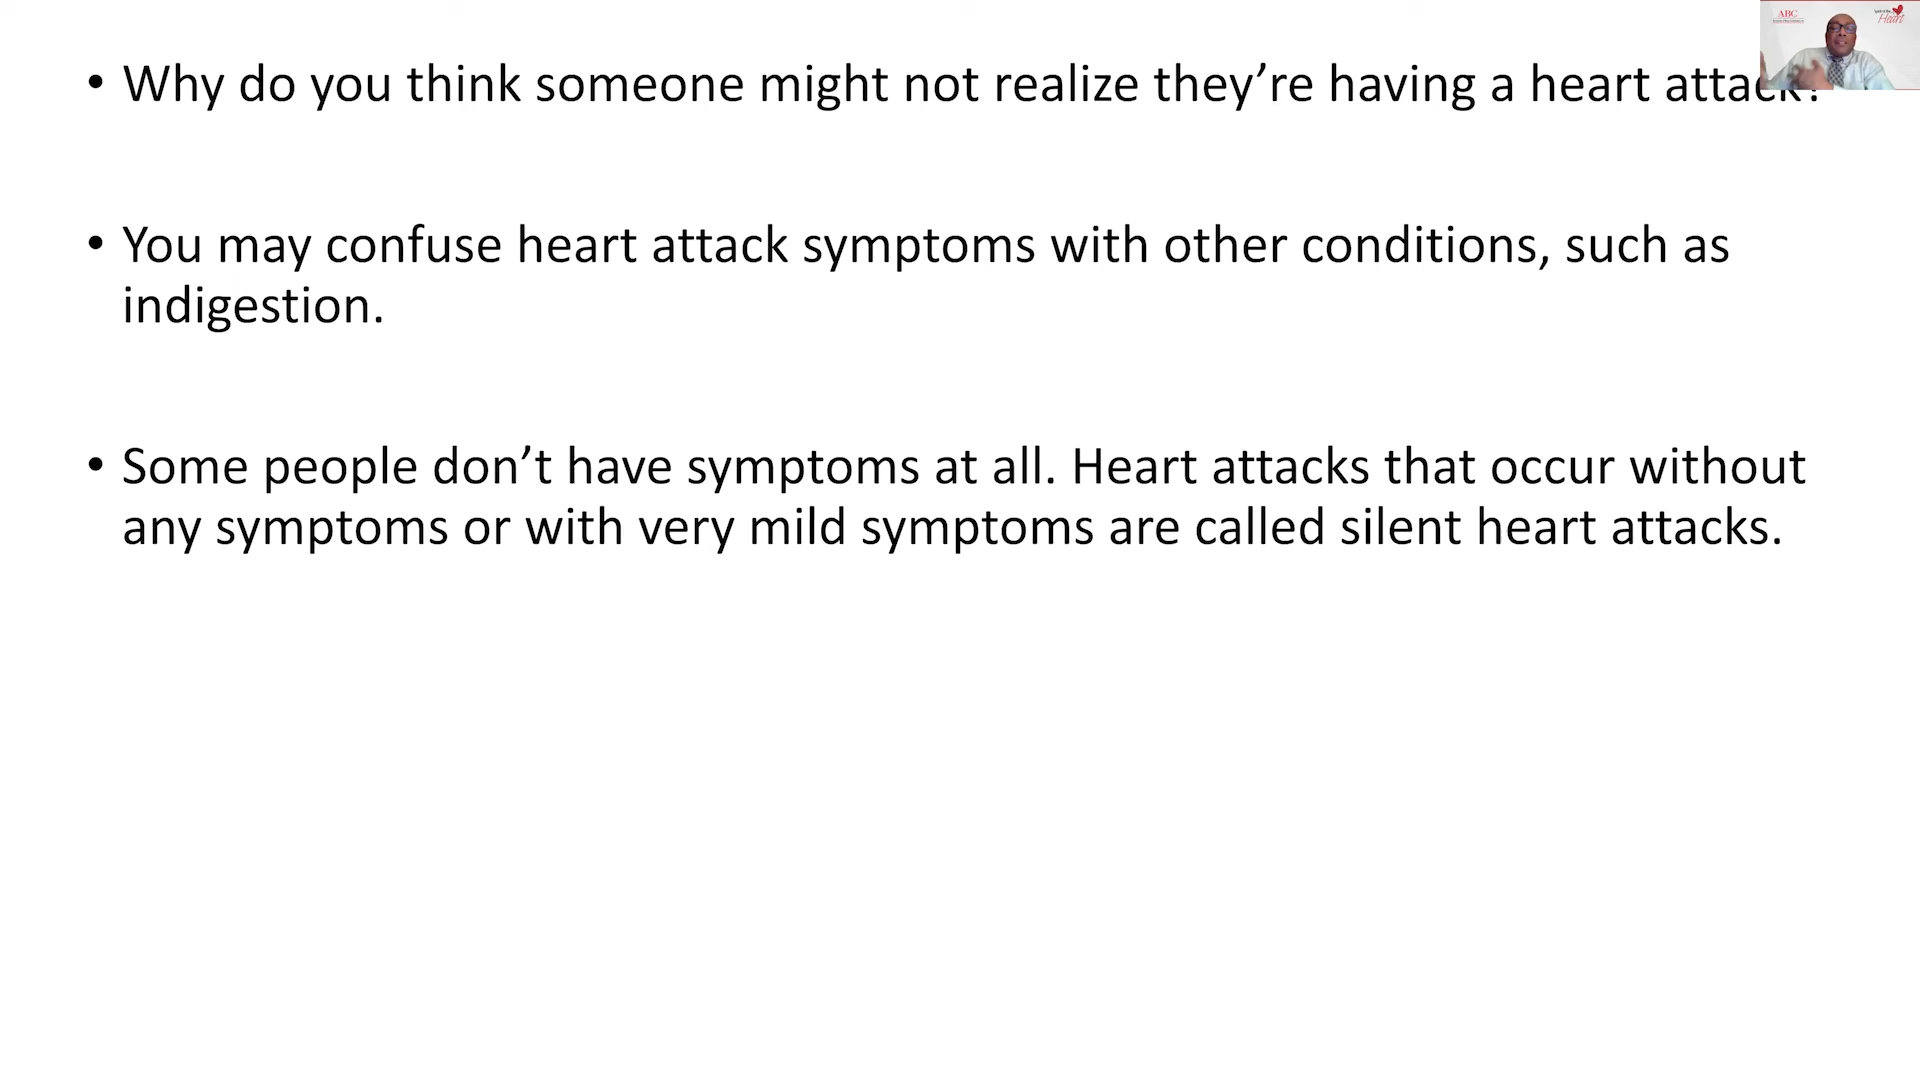 • Why do you think someone might not realize they’re having a heart attack?
ABC
Heart
• You may confuse heart attack symptoms with other conditions, such as
indigestion.
• Some people don’t have symptoms at all. Heart attacks that occur without
any symptoms or with very mild symptoms are called silent heart attacks.